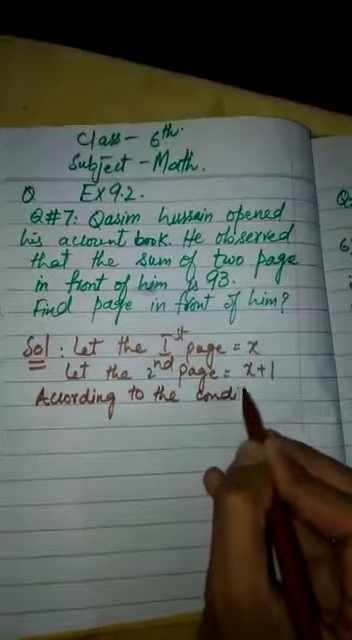 Class - 6th.
Subject - Math.
Q Ex 9.2.
Q#7: Qasim hussain opened
his account book. He observed
that the sum of two page
in front of him is 93.
Find page in front of him?
Sol: Let the 1st page = x
Let the 2nd page = x+1
According to the condi
Q
6